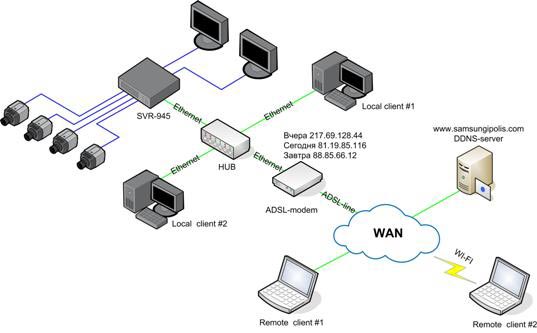 SVR-945
Ethernet
Ethernet
Local client #1
Вчера 217.69.128.44
Сегодня 81.19.85.116
Завтра 88.85.66.12
www.samsungipolis.com
DDNS-server
HUB
Ethernet
Ethernet
ADSL-modem
ADSL-line
Local client #2
WAN
WI-FI
Remote client #1
Remote client #2